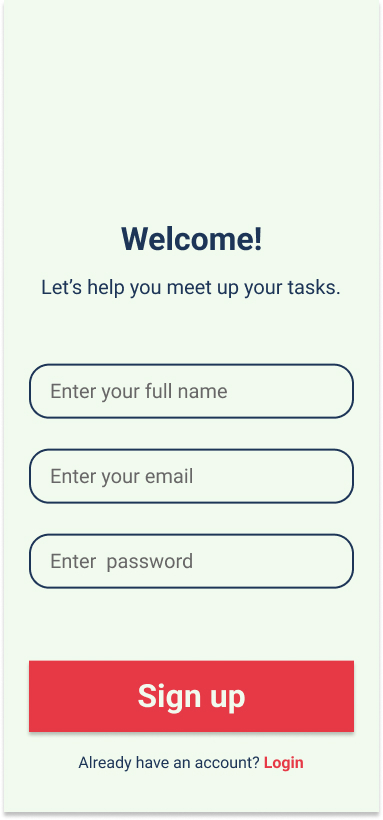 Welcome!
Let’s help you meet up your tasks.
Enter your full name
Enter your email
Enter  password
Sign up
Already have an account? Login